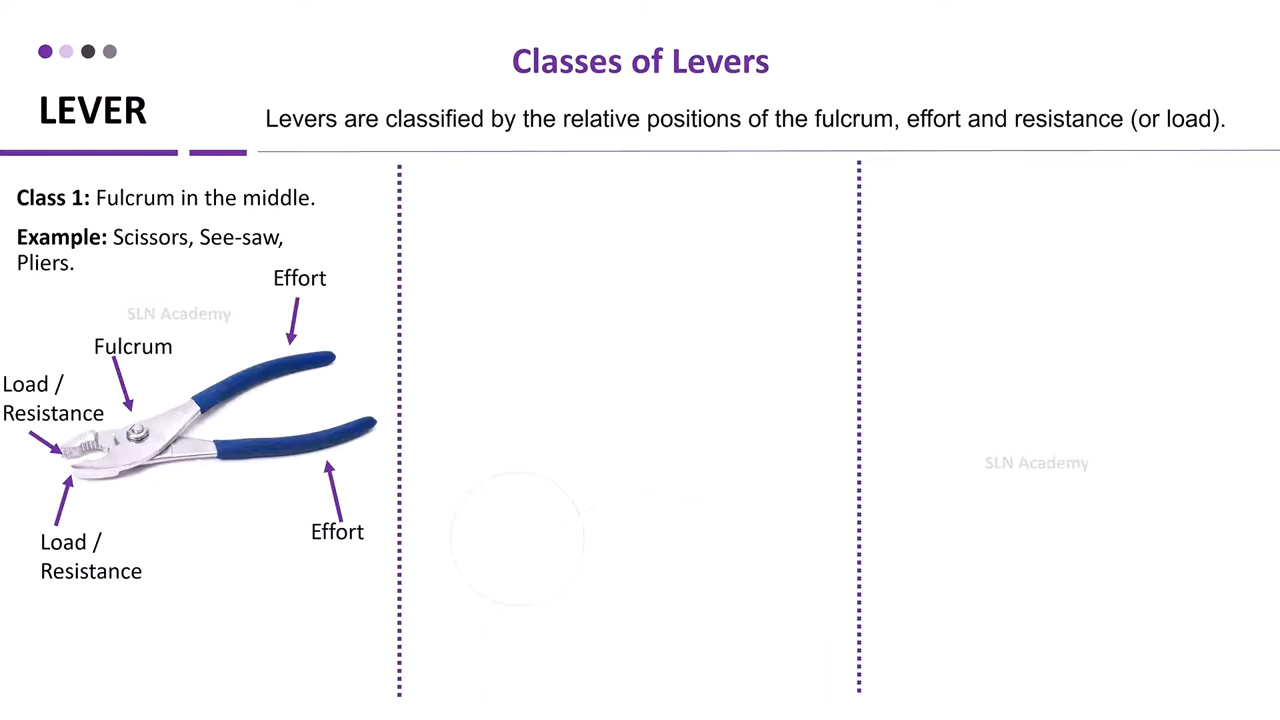 Classes of Levers
LEVER
Levers are classified by the relative positions of the fulcrum, effort and resistance (or load).
Class 1: Fulcrum in the middle.
Example: Scissors, See-saw,
Pliers.
Effort
SLN Academy
Fulcrum
Load /
Resistance
Effort
Load /
Resistance
SLN Academy